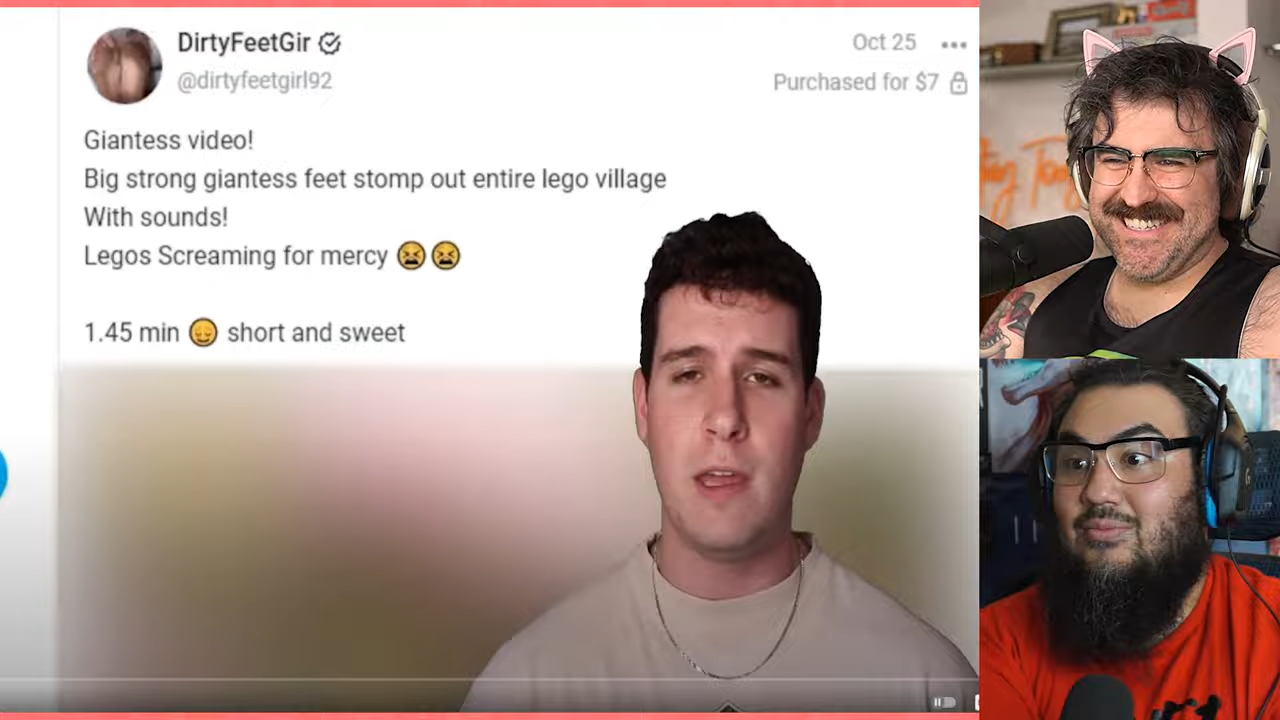 DirtyFeetGir
Oct 25
@dirtyfeetgirl92
Purchased for $7
Giantess video!
Big strong giantess feet stomp out entire lego village
With sounds!
Legos Screaming for mercy 😫😫
1.45 min 😌 short and sweet